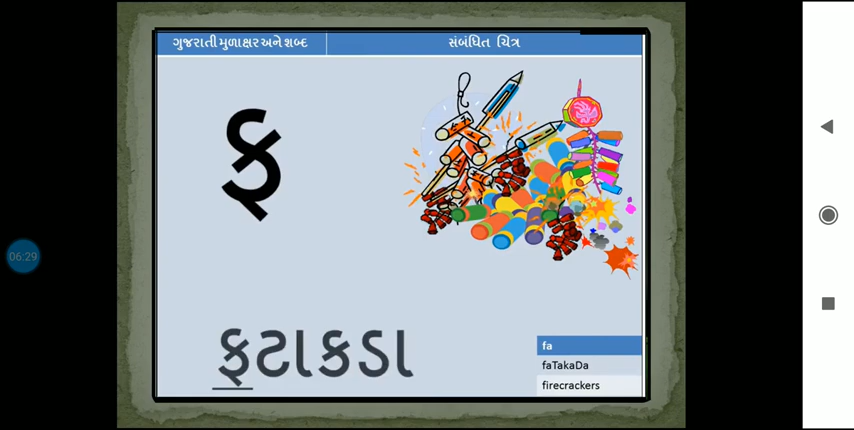 ગુજરાતી મુળાક્ષર અને શબ્દ
સંબંધિત ચિત્ર
ફ
ફટાકડા
fa
faTakaDa
firecrackers
06:29